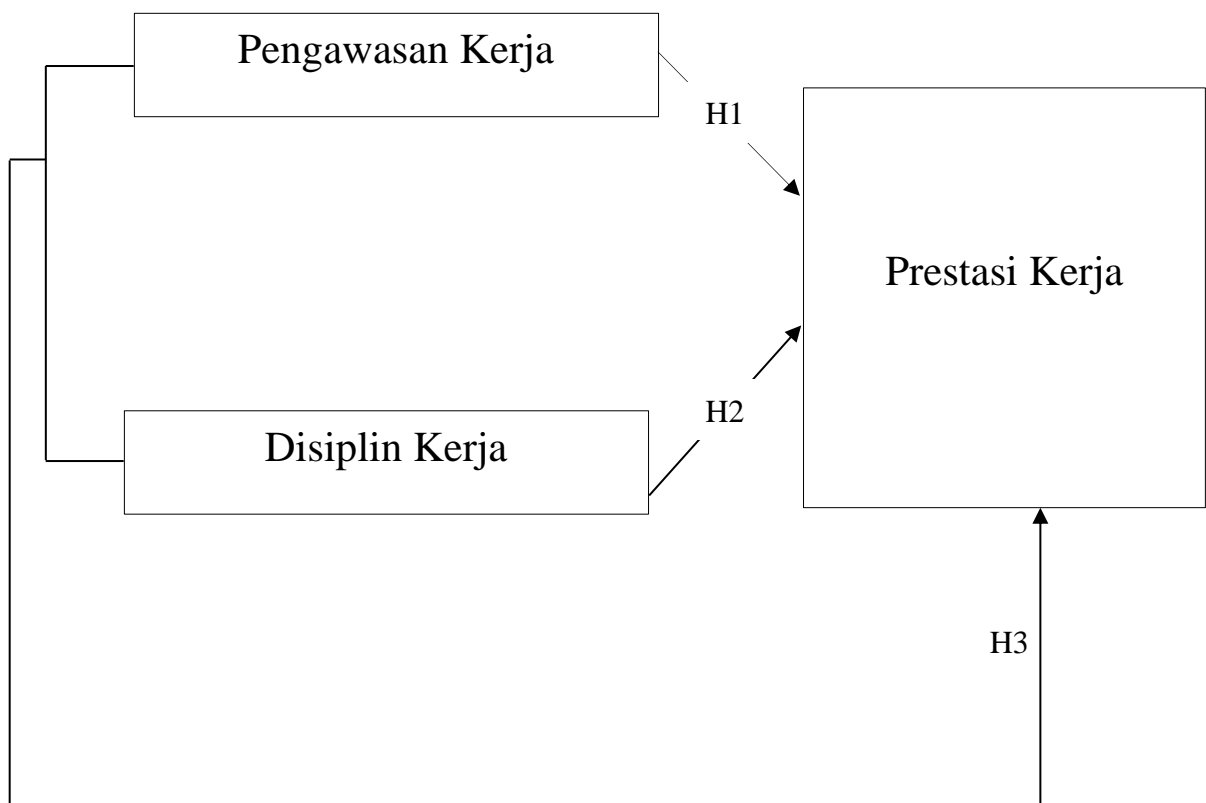 Pengawasan Kerja
H1
Prestasi Kerja
H2
Disiplin Kerja
H3